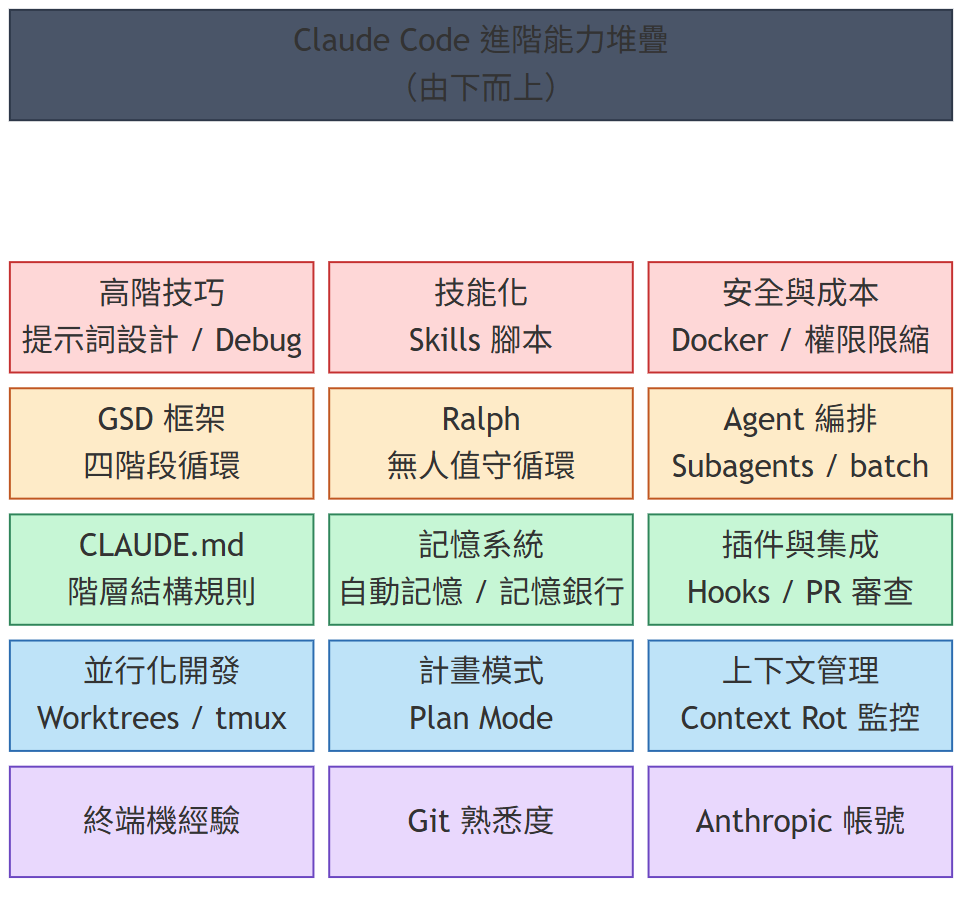 Claude Code 進階能力堆疊
（由下而上）
高階技巧
提示詞設計 / Debug
技能化
Skills 腳本
安全與成本
Docker / 權限限縮
GSD 框架
四階段循環
Ralph
無人值守循環
Agent 編排
Subagents / batch
CLAUDE.md
階層結構規則
記憶系統
自動記憶 / 記憶銀行
插件與集成
Hooks / PR 審查
並行化開發
Worktrees / tmux
計畫模式
Plan Mode
上下文管理
Context Rot 監控
終端機經驗
Git 熟悉度
Anthropic 帳號